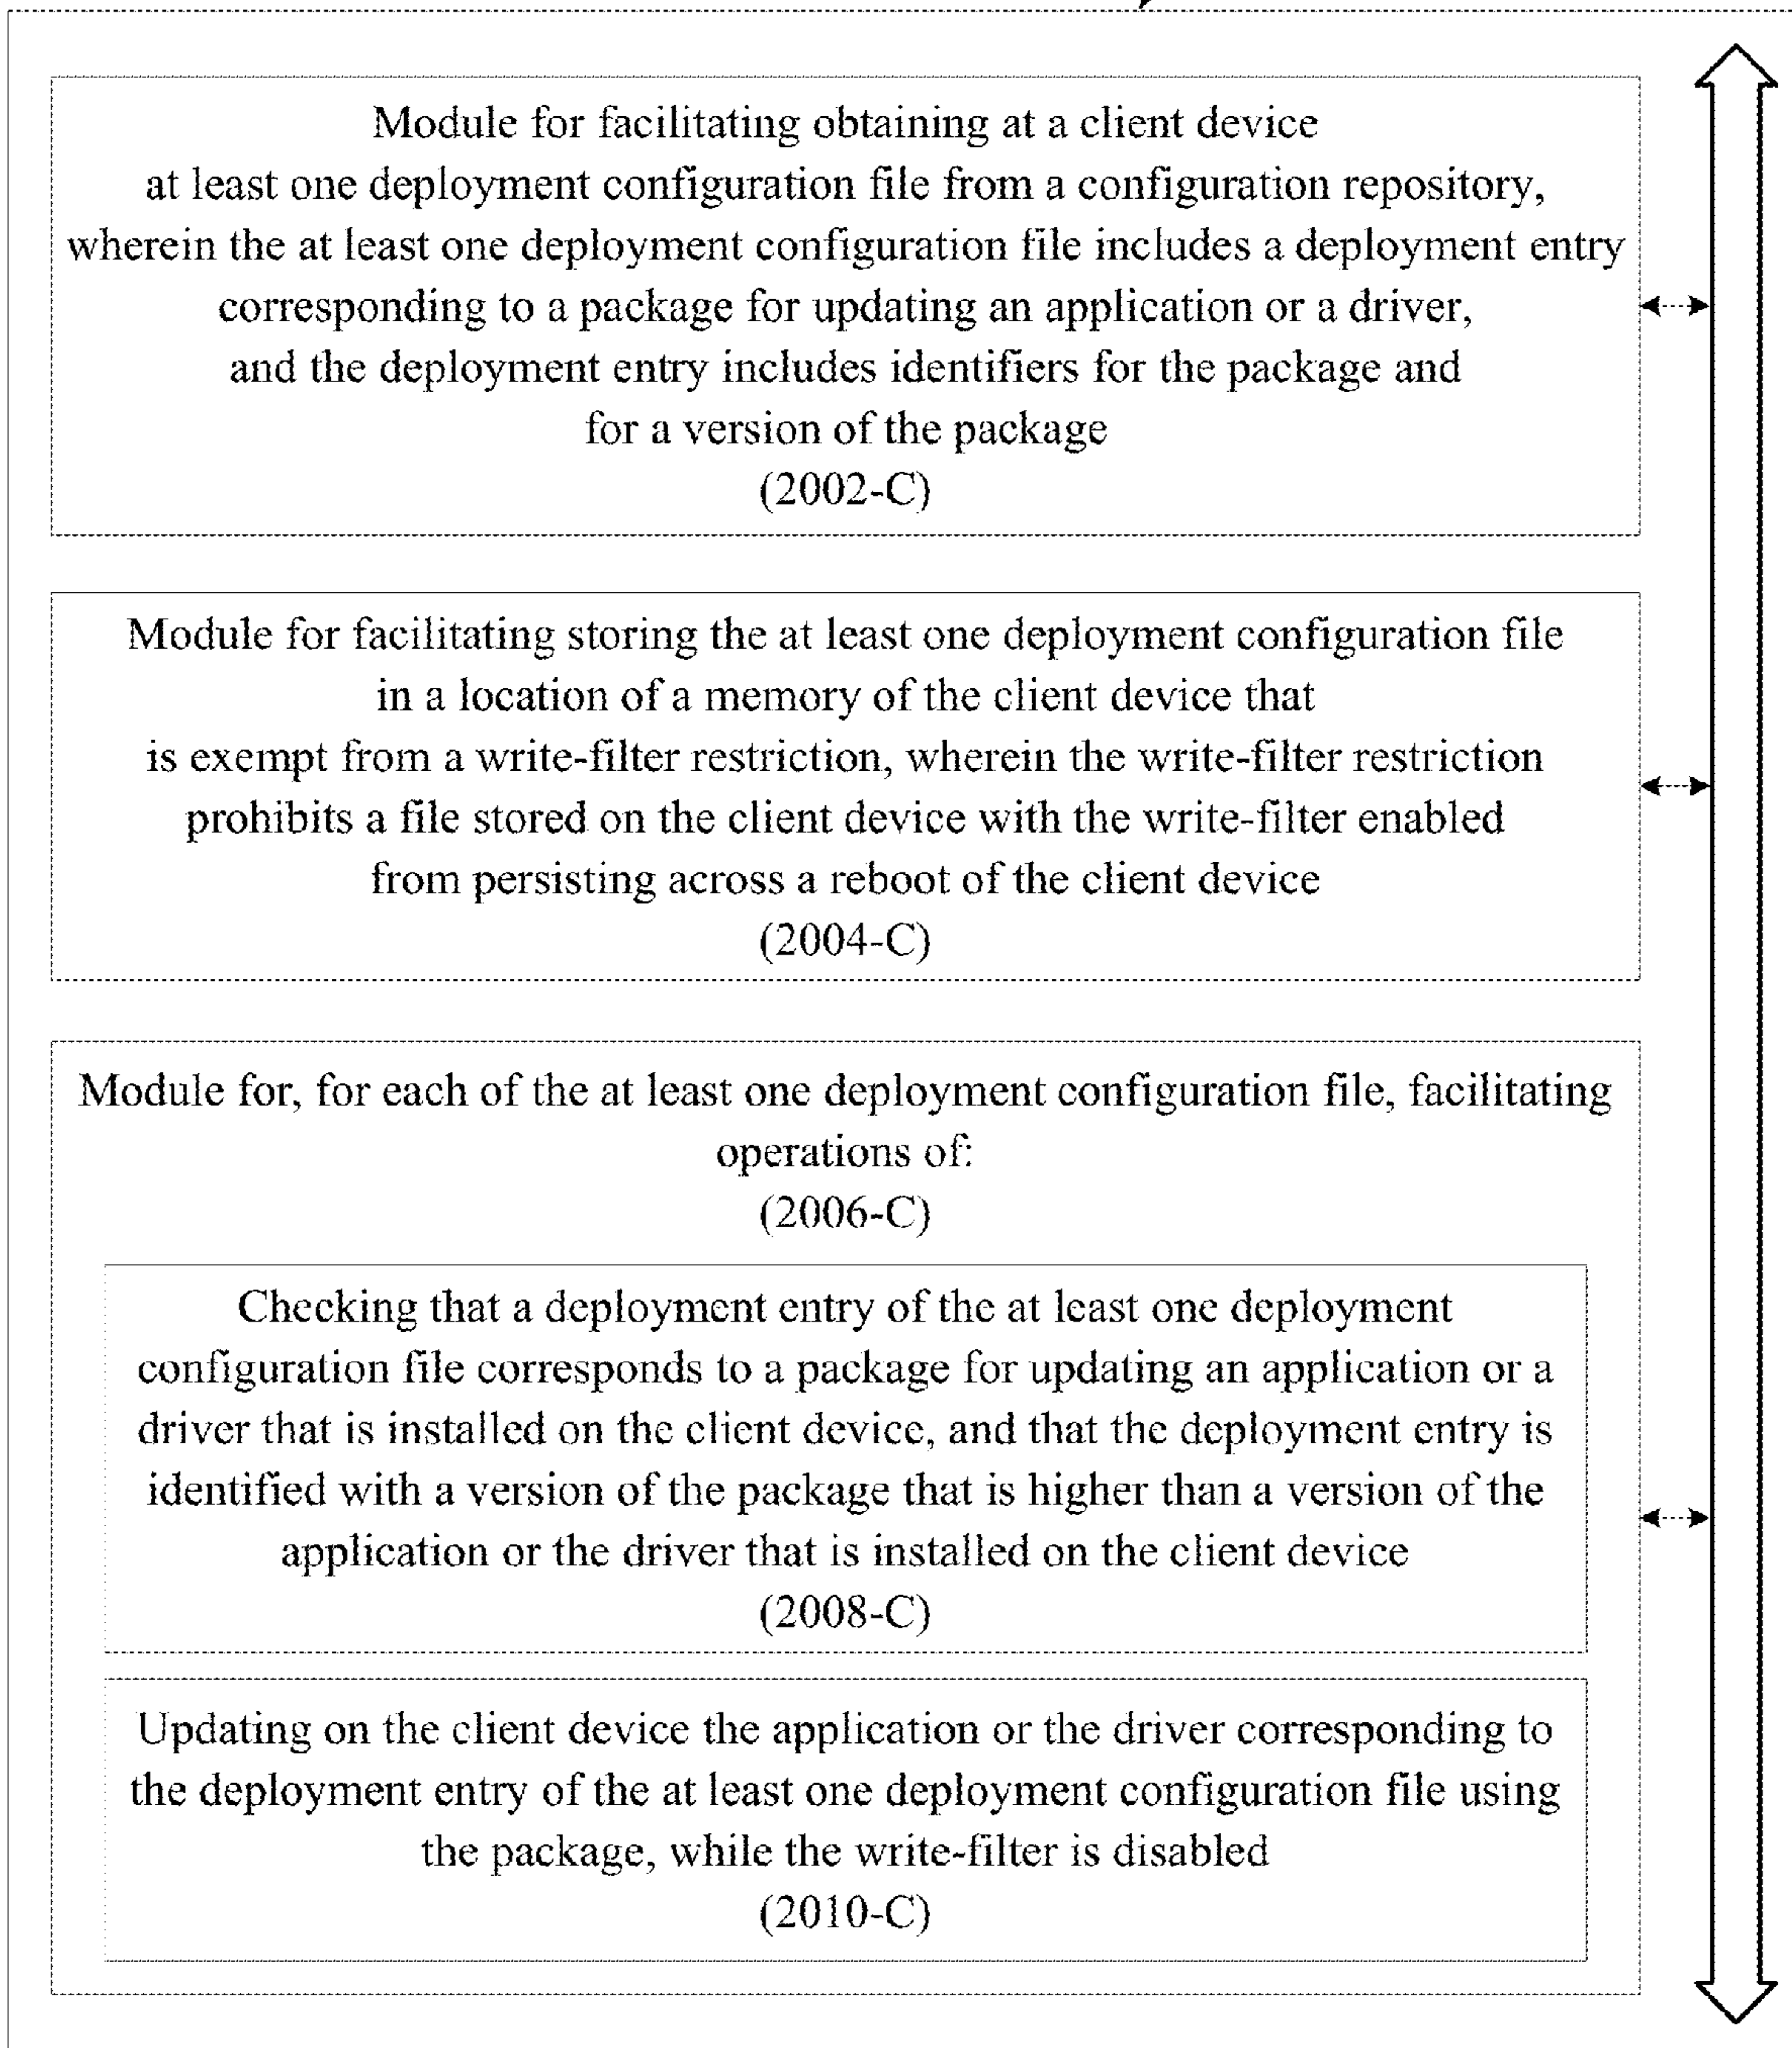 Module for facilitating obtaining at a client device
at least one deployment configuration file from a configuration repository,
wherein the at least one deployment configuration file includes a deployment entry
corresponding to a package for updating an application or a driver,
and the deployment entry includes identifiers for the package and
for a version of the package
(2002-C)
Module for facilitating storing the at least one deployment configuration file
in a location of a memory of the client device that
is exempt from a write-filter restriction, wherein the write-filter restriction
prohibits a file stored on the client device with the write-filter enabled
from persisting across a reboot of the client device
(2004-C)
Module for, for each of the at least one deployment configuration file, facilitating
operations of:
(2006-C)
Checking that a deployment entry of the at least one deployment
configuration file corresponds to a package for updating an application or a
driver that is installed on the client device, and that the deployment entry is
identified with a version of the package that is higher than a version of the
application or the driver that is installed on the client device
(2008-C)
Updating on the client device the application or the driver corresponding to
the deployment entry of the at least one deployment configuration file using
the package, while the write-filter is disabled
(2010-C)